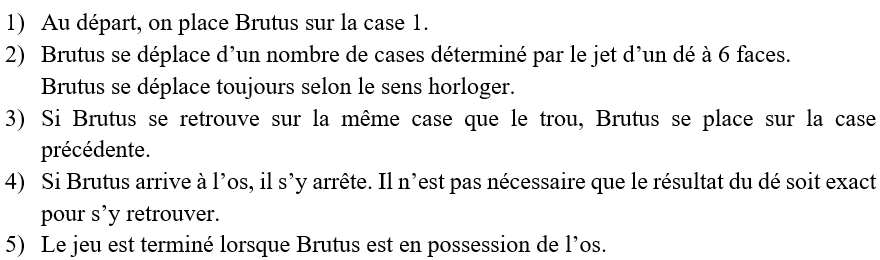 1) Au départ, on place Brutus sur la case 1.
2) Brutus se déplace d’un nombre de cases déterminé par le jet d’un dé à 6 faces.
Brutus se déplace toujours selon le sens horloger.
3) Si Brutus se retrouve sur la même case que le trou, Brutus se place sur la case
précédente.
4) Si Brutus arrive à l’os, il s’y arrête. Il n’est pas nécessaire que le résultat du dé soit exact
pour s’y retrouver.
5) Le jeu est terminé lorsque Brutus est en possession de l’os.